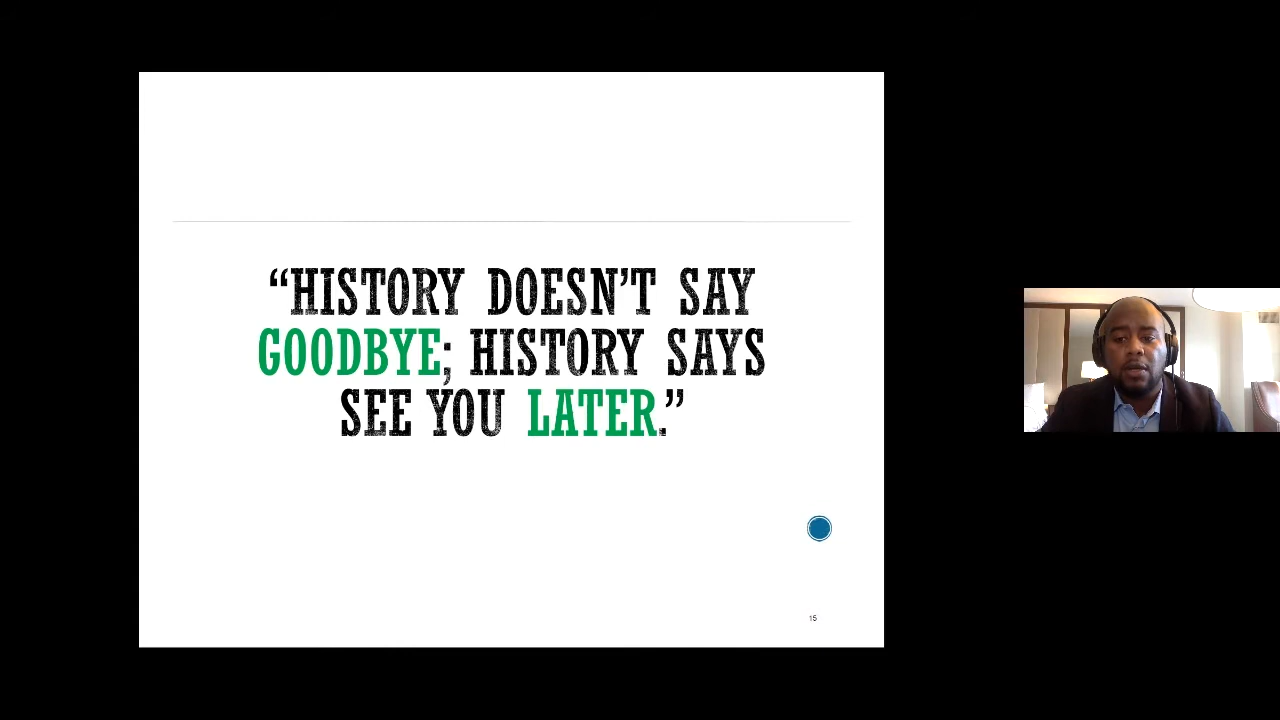 “HISTORY DOESN’T SAY
GOODBYE; HISTORY SAYS
SEE YOU LATER.”
15